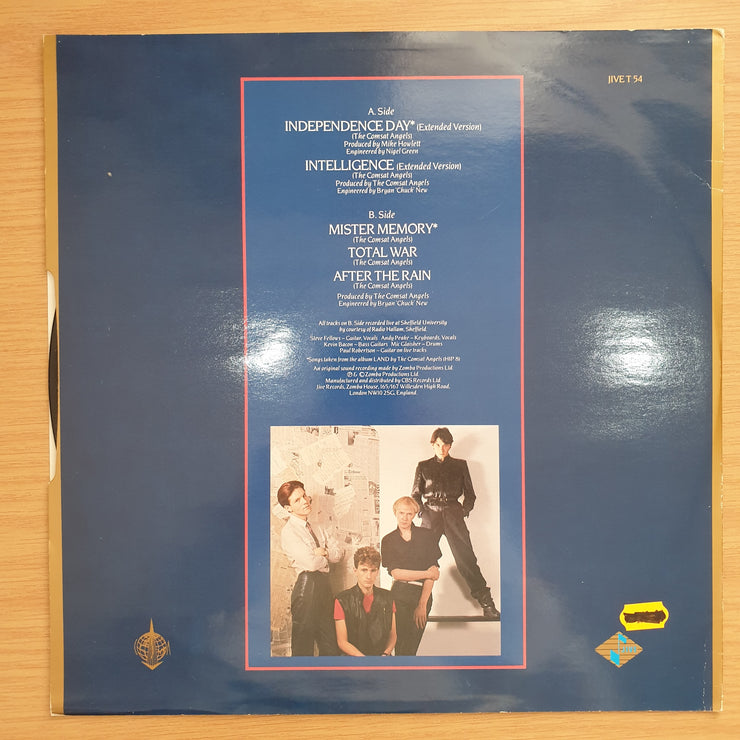 JIVE T 54
A. Side
INDEPENDENCE DAY* (Extended Version)
(The Comsat Angels)
Produced by Mike Howlett
Engineered by Nigel Green
INTELLIGENCE (Extended Version)
(The Comsat Angels)
Produced by The Comsat Angels
Engineered by Bryan 'Chuck' New
B. Side
MISTER MEMORY*
(The Comsat Angels)
TOTAL WAR
(The Comsat Angels)
AFTER THE RAIN
(The Comsat Angels)
Produced by The Comsat Angels
Engineered by Bryan 'Chuck' New
All tracks on B. Side recorded live at Sheffield University
by courtesy of Radio Hallam, Sheffield.
Steve Fellows – Guitar, Vocals Andy Peake – Keyboards, Vocals
Kevin Bacon – Bass Guitars Mic Glaisher – Drums
Paul Robertson – Guitar on live tracks
*Songs taken from the album LAND by The Comsat Angels (HIP 8)
An original sound recording made by Zomba Productions Ltd.
℗ & © Zomba Productions Ltd.
Manufactured and distributed by CBS Records Ltd.
Jive Records, Zomba House, 165/167 Willesden High Road,
London NW10 2SG, England.